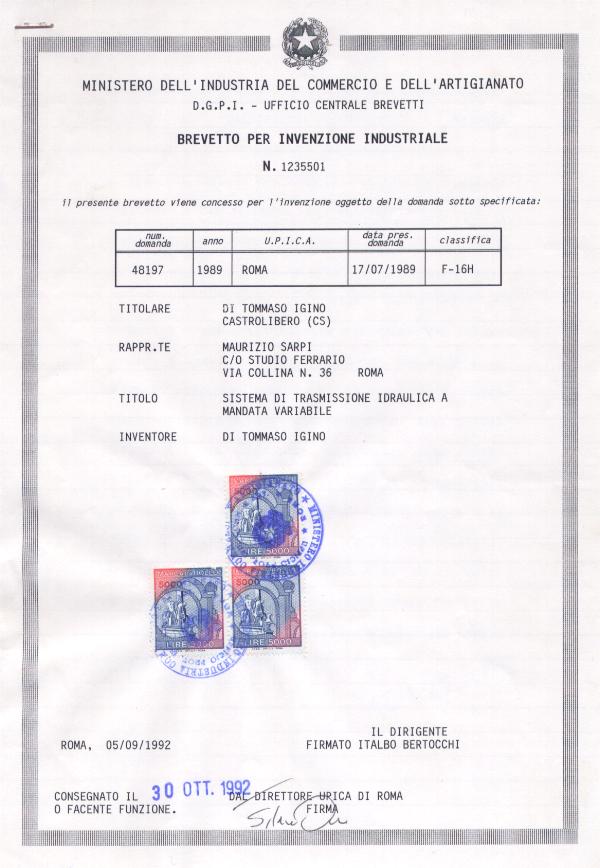 MINISTERO DELL'INDUSTRIA DEL COMMERCIO E DELL'ARTIGIANATO
D.G.P.I. - UFFICIO CENTRALE BREVETTI
BREVETTO PER INVENZIONE INDUSTRIALE
N. 1235501
il presente brevetto viene concesso per l'invenzione oggetto della domanda sotto specificata:
num. domanda anno U.P.I.C.A. data pres. domanda classifica
48197 1989 ROMA 17/07/1989 F-16H
TITOLARE DI TOMMASO IGINO
CASTROLIBERO (CS)
RAPPR.TE MAURIZIO SARPI
C/O STUDIO FERRARIO
VIA COLLINA N. 36 ROMA
TITOLO SISTEMA DI TRASMISSIONE IDRAULICA A
MANDATA VARIABILE
INVENTORE DI TOMMASO IGINO
LIRE 5000
5000 5000
LIRE 5000 LIRE 5000
IL DIRIGENTE
ROMA, 05/09/1992 FIRMATO ITALBO BERTOCCHI
CONSEGNATO IL 30 OTT. 1992 DAL DIRETTORE URICA DI ROMA
O FACENTE FUNZIONE. FIRMA